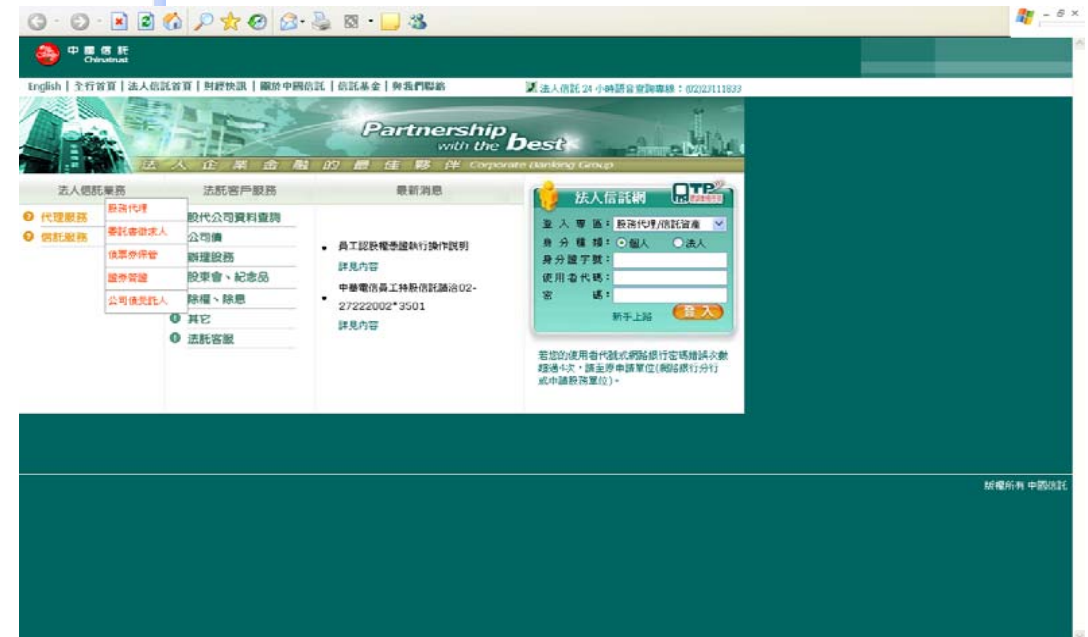 中國信託
Chinatrust
English | 全行首頁 | 法人信託首頁 | 財經快訊 | 關於中國信託 | 信託基金 | 與我們聯絡
法人信託 24 小時語音查詢專線：(02)23111833
Partnership
with the best
法人企業金融的最佳夥伴 Corporate Banking Group
法人信託業務
法託客戶服務
最新消息
代理服務
信託服務
股務代理
委託書徵求人
債票券保管
證券簽證
公司債受託人
股代公司資料查詢
公司債
辦理股務
股東會、紀念品
除權、除息
其它
法託客服
員工認股權憑證執行操作說明
詳見內容
中華電信員工持股信託請洽02-
27222002*3501
詳見內容
法人信託網
OTP
登入專區：股務代理/信託資產
身分種類：個人 法人
身分證字號：
使用者代碼：
密 碼：
新手上路
登入
若您的使用者代號或網路銀行密碼錯誤次數
超過4次，請至原申請單位(網路銀行分行
或申請股務單位)。
版權所有 中國信託